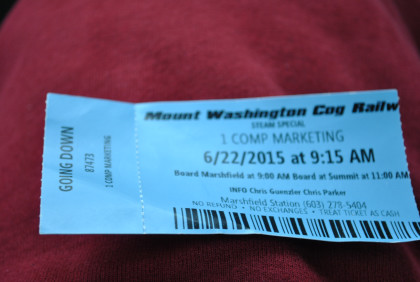 GOING DOWN
87473
1 COMP MARKETING
Mount Washington Cog Railw
STEAM SPECIAL
1 COMP MARKETING
6/22/2015 at 9:15 AM
Board Marshfield at 9:00 AM Board at Summit at 11:00 AM
INFO Chris Guenzler Chris Parker
Marshfield Station (603) 278-5404
NO REFUND • NO EXCHANGES • TREAT TICKET AS CASH